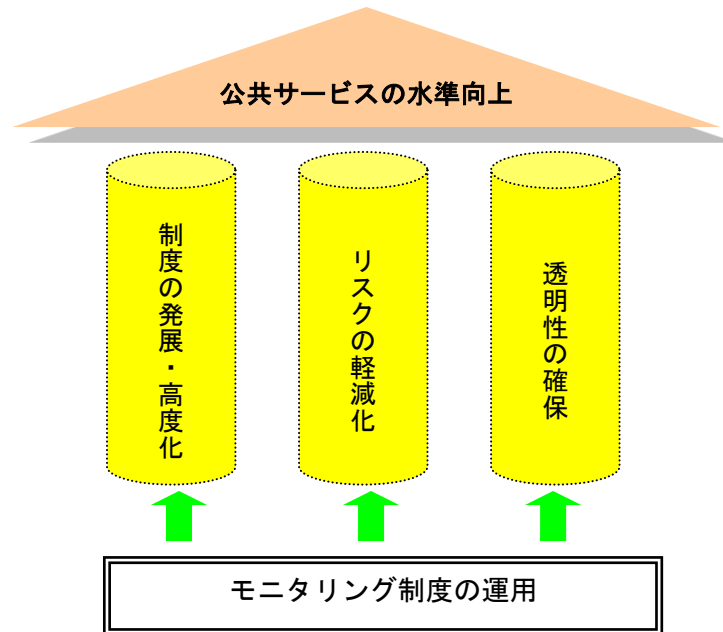 公共サービスの水準向上
制度の発展・高度化
リスクの軽減化
透明性の確保
モニタリング制度の運用